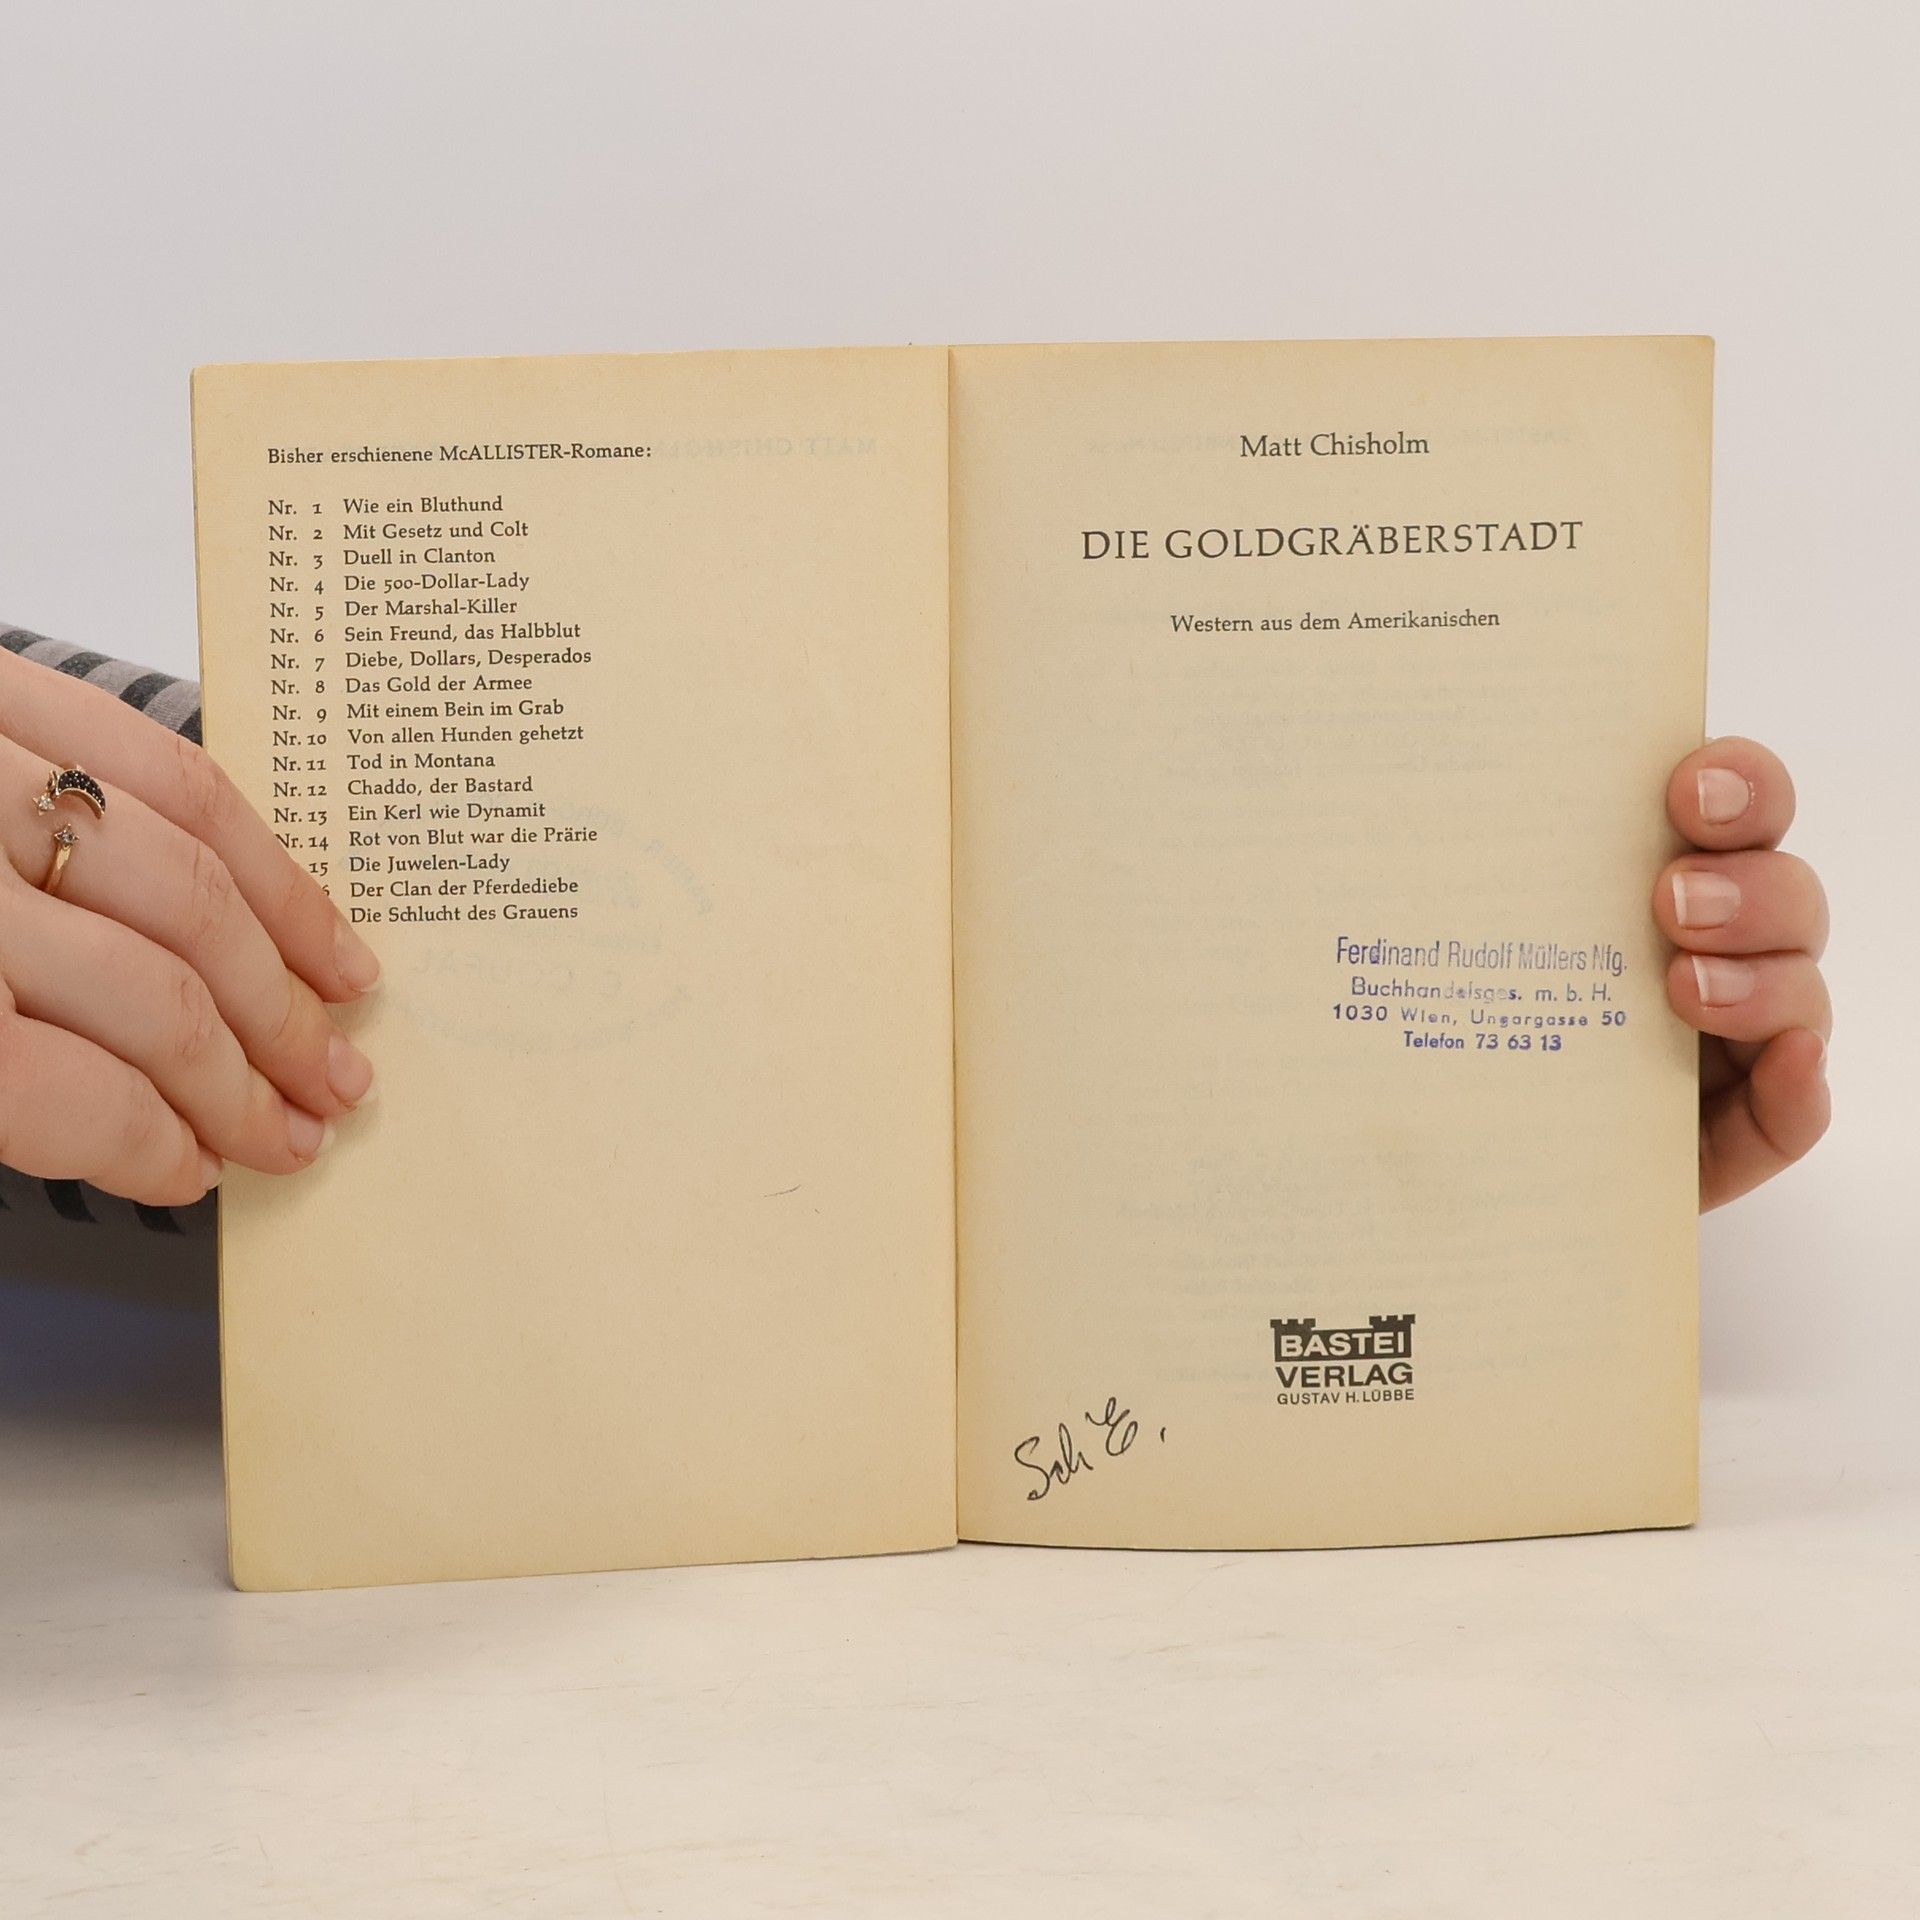 Bisher erschienene McALLISTER-Romane:
Nr. 1 Wie ein Bluthund
Nr. 2 Mit Gesetz und Colt
Nr. 3 Duell in Clanton
Nr. 4 Die 500-Dollar-Lady
Nr. 5 Der Marshal-Killer
Nr. 6 Sein Freund, das Halbblut
Nr. 7 Diebe, Dollars, Desperados
Nr. 8 Das Gold der Armee
Nr. 9 Mit einem Bein im Grab
Nr. 10 Von allen Hunden gehetzt
Nr. 11 Tod in Montana
Nr. 12 Chaddo, der Bastard
Nr. 13 Ein Kerl wie Dynamit
Nr. 14 Rot von Blut war die Prärie
15 Die Juwelen-Lady
6 Der Clan der Pferdediebe
Die Schlucht des Grauens
Matt Chisholm
DIE GOLDGRÄBERSTADT
Western aus dem Amerikanischen
Ferdinand Rudolf Müllers Nfg.
Buchhandelsges. m. b. H.
1030 Wien, Ungargasse 50
Telefon 73 63 13
BASTEI
VERLAG
GUSTAV H. LÜBBE
Sch E.